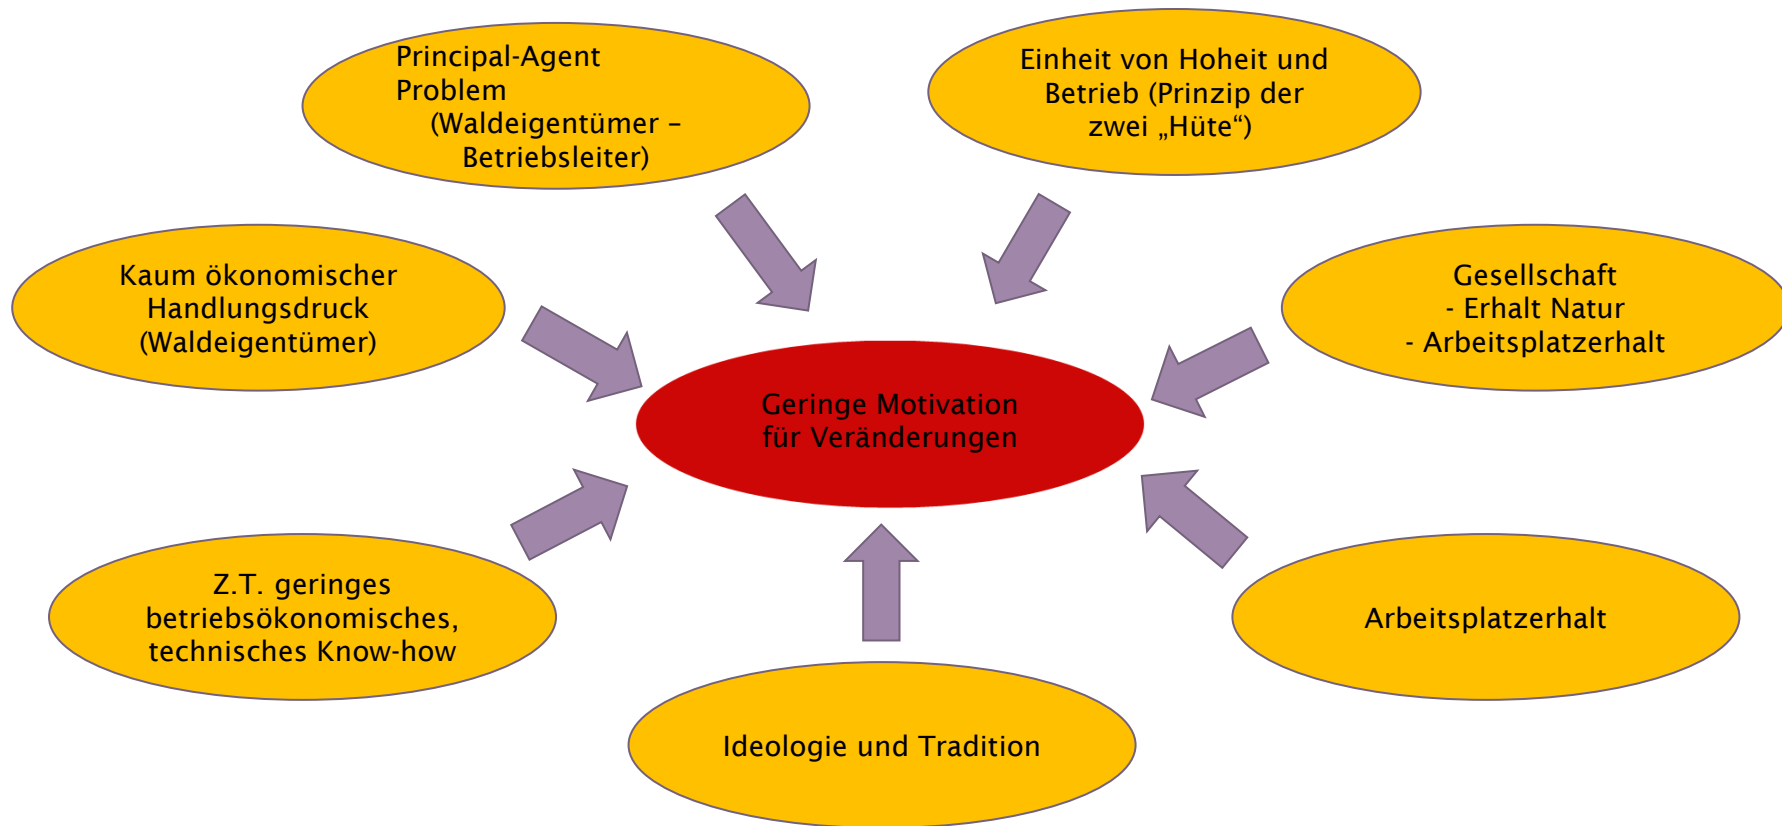 Principal-Agent
Problem
(Waldeigentümer –
Betriebsleiter)
Einheit von Hoheit und
Betrieb (Prinzip der
zwei „Hüte“)
Kaum ökonomischer
Handlungsdruck
(Waldeigentümer)
Gesellschaft
- Erhalt Natur
- Arbeitsplatzerhalt
Geringe Motivation
für Veränderungen
Z.T. geringes
betriebsökonomisches,
technisches Know-how
Arbeitsplatzerhalt
Ideologie und Tradition